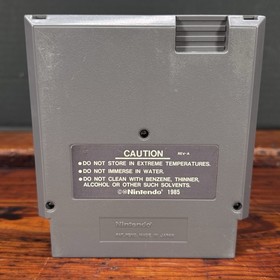 CAUTION REV-A
•DO NOT STORE IN EXTREME TEMPERATURES.
•DO NOT IMMERSE IN WATER.
•DO NOT CLEAN WITH BENZENE, THINNER,
ALCOHOL OR OTHER SUCH SOLVENTS.
©®Nintendo® 1985
Nintendo